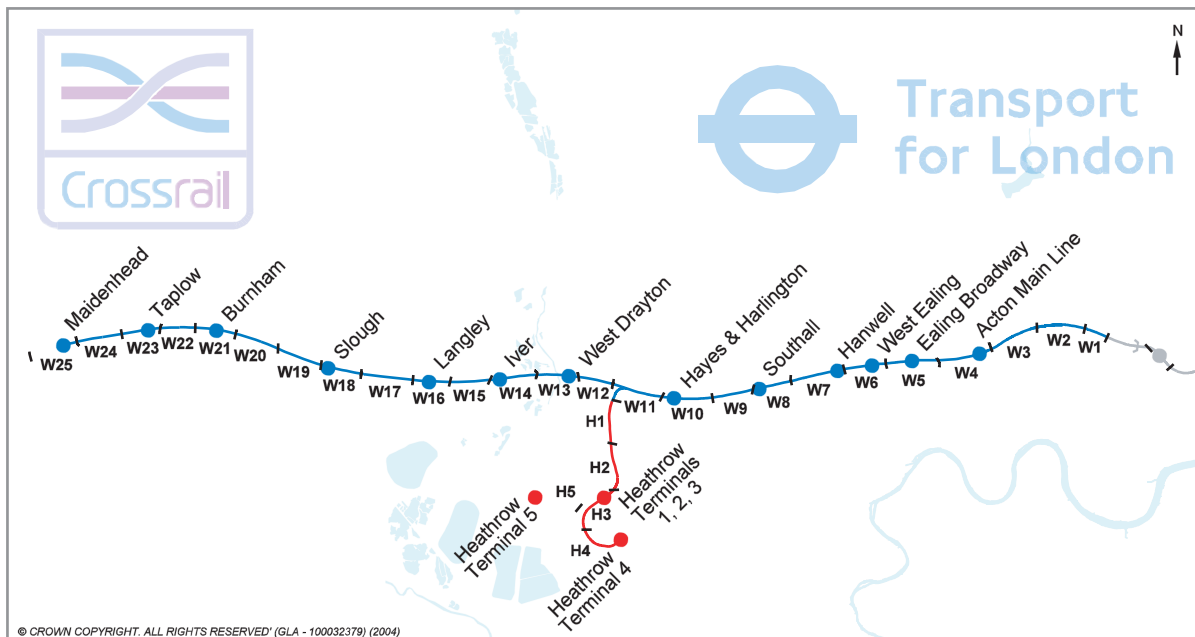 N
Crossrail
Transport
for London
Maidenhead
Taplow
Burnham
Slough
Langley
Iver
West Drayton
Hayes & Harlington
Southall
Hanwell
West Ealing
Ealing Broadway
Acton Main Line
W25
W24
W23
W22
W21
W20
W19
W18
W17
W16
W15
W14
W13
W12
W11
W10
W9
W8
W7
W6
W5
W4
W3
W2
W1
H1
H2
H5
H3
H4
Heathrow
Terminals
1, 2, 3
Heathrow
Terminal 5
Heathrow
Terminal 4
© CROWN COPYRIGHT. ALL RIGHTS RESERVED' (GLA - 100032379) (2004)